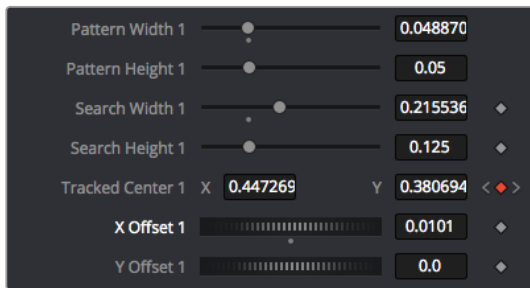 Pattern Width 1 0.048870
Pattern Height 1 0.05
Search Width 1 0.215536
Search Height 1 0.125
Tracked Center 1 X 0.447269 Y 0.380694
X Offset 1 0.0101
Y Offset 1 0.0